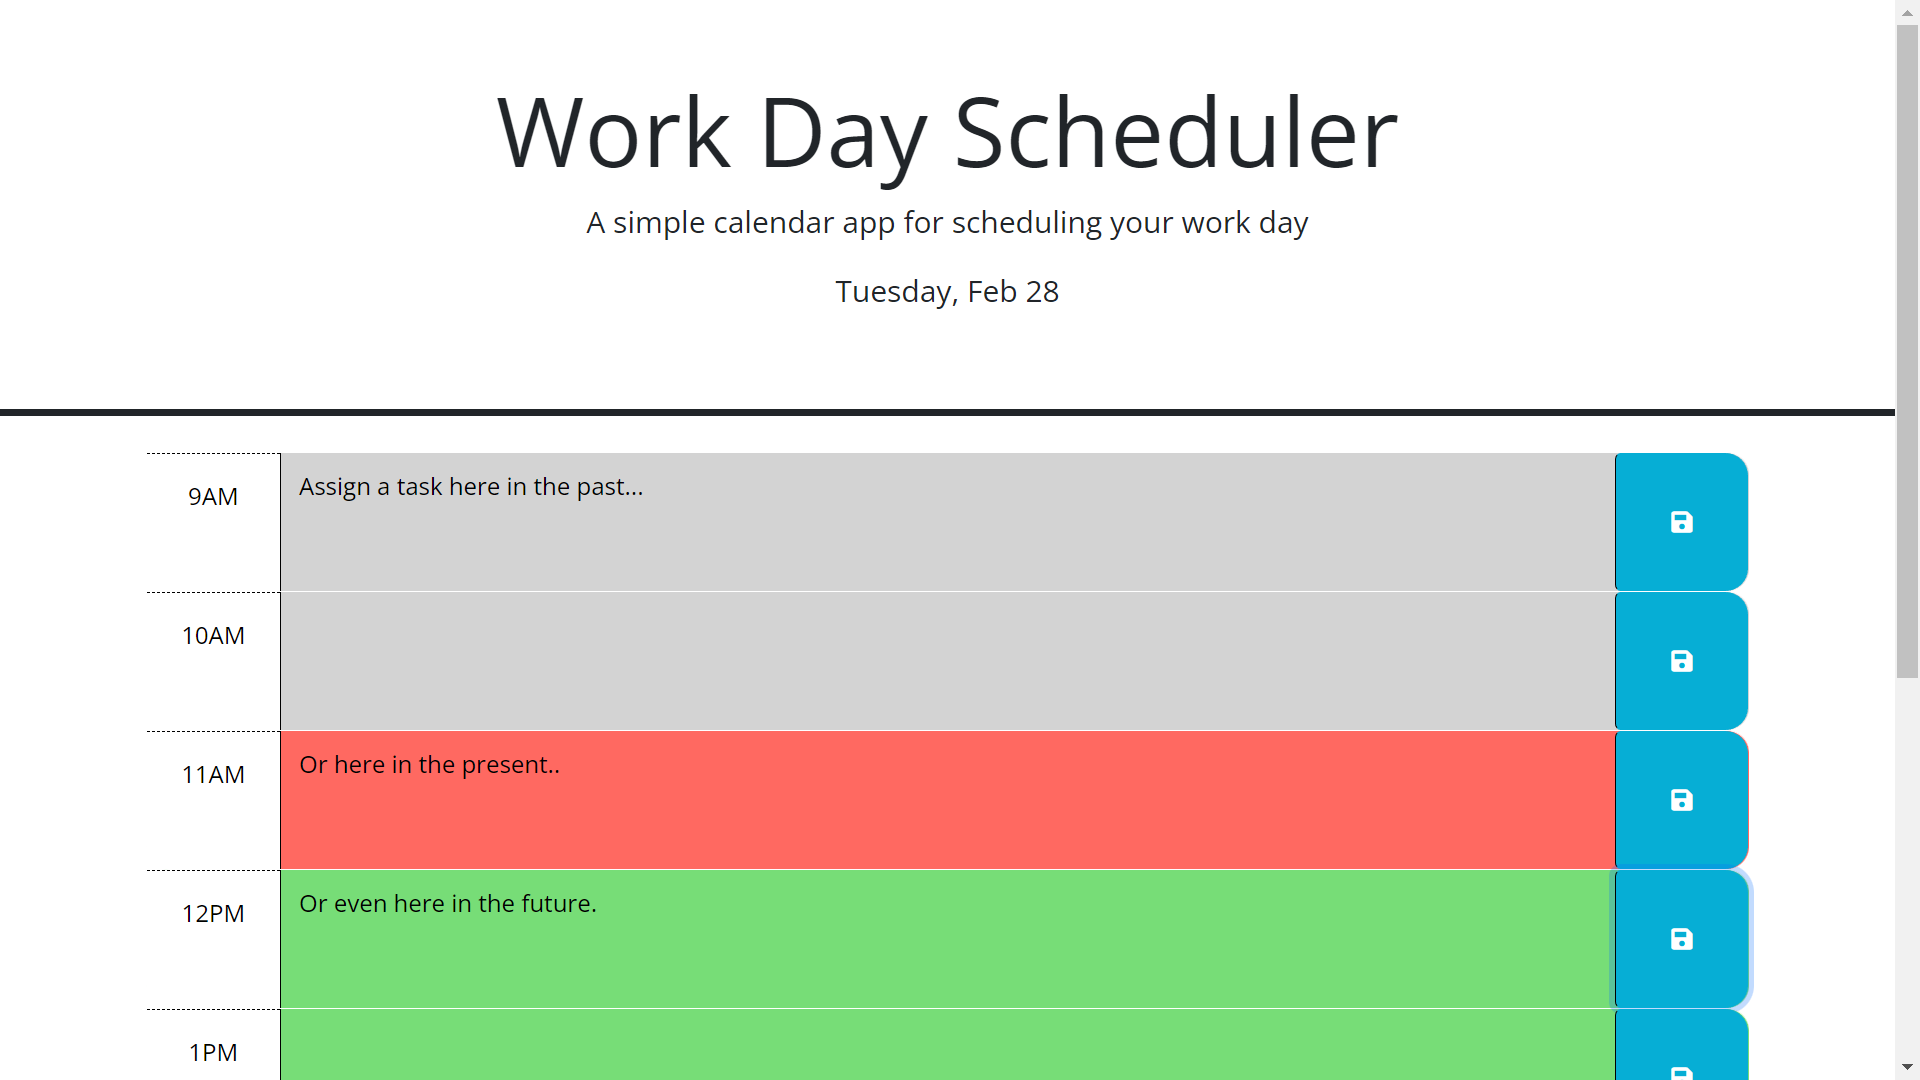 Work Day Scheduler
A simple calendar app for scheduling your work day
Tuesday, Feb 28
9AM
Assign a task here in the past...
10AM
11AM
Or here in the present..
12PM
Or even here in the future.
1PM